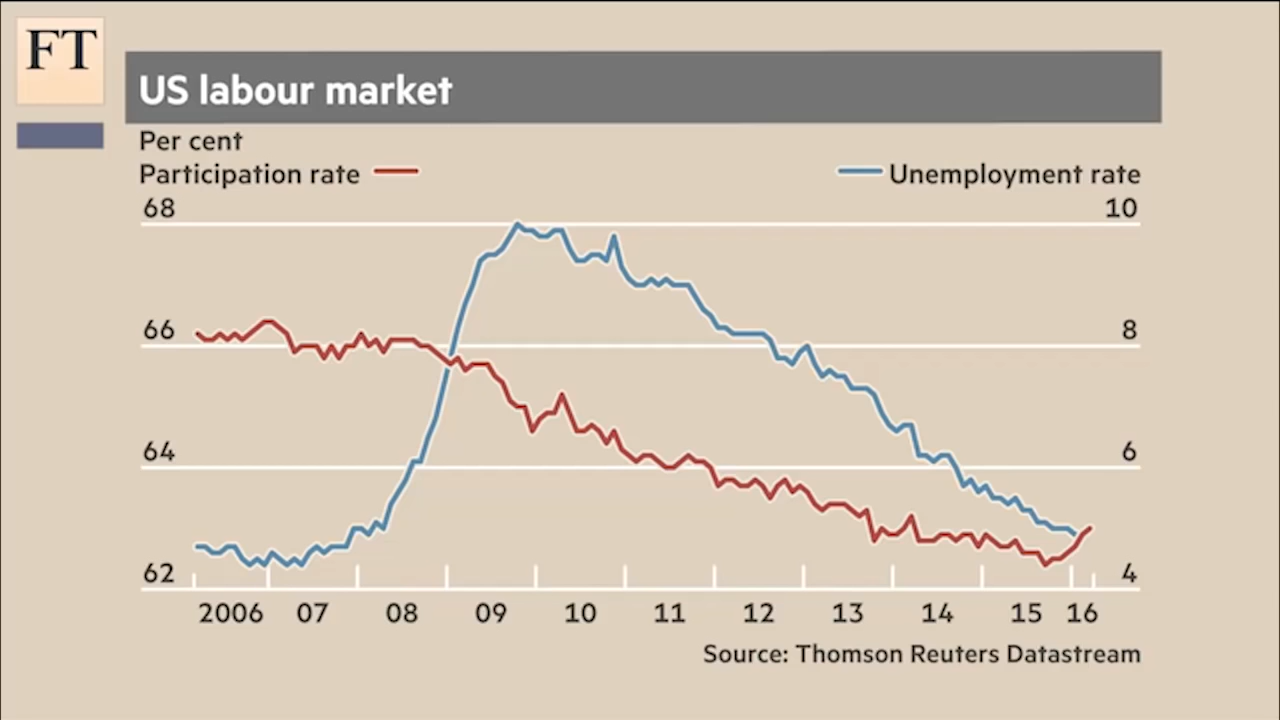 FT
US labour market
Per cent
Participation rate
Unemployment rate
68
10
66
8
64
6
62
4
2006 07 08 09 10 11 12 13 14 15 16
Source: Thomson Reuters Datastream